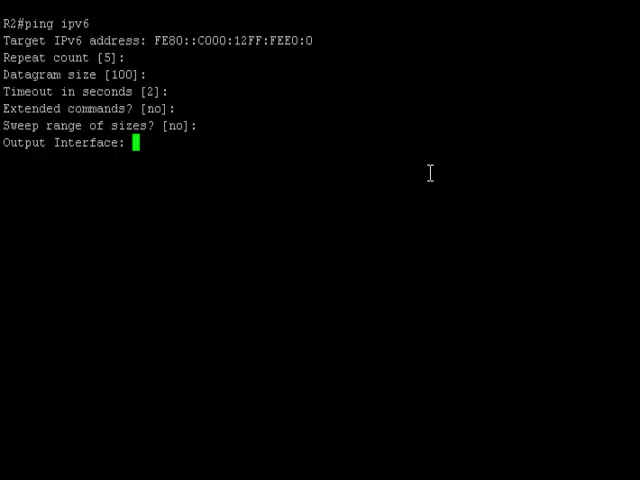 R2#ping ipv6
Target IPv6 address: FE80::C000:12FF:FEE0:0
Repeat count [5]:
Datagram size [100]:
Timeout in seconds [2]:
Extended commands? [no]:
Sweep range of sizes? [no]:
Output Interface: